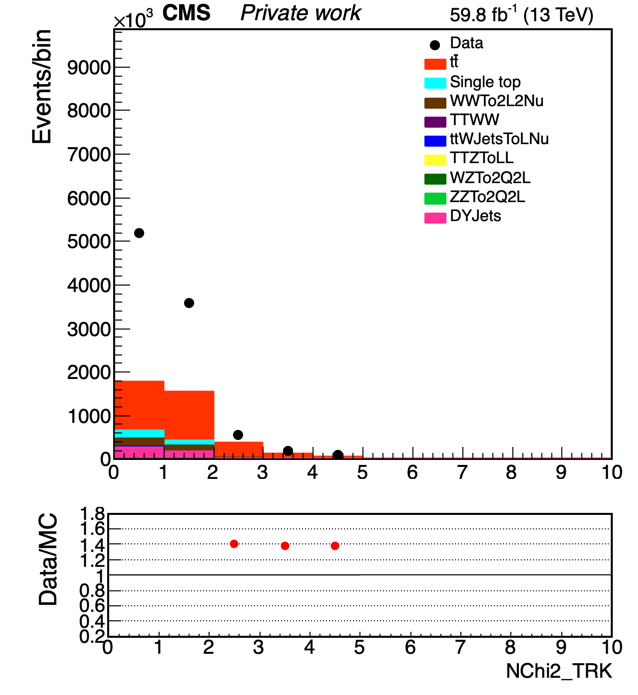 ×10³ CMS Private work 59.8 fb⁻¹ (13 TeV)
Events/bin
9000
8000
7000
6000
5000
4000
3000
2000
1000
0
Data
tt̄
Single top
WWTo2L2Nu
TTWW
ttWJetsToLNu
TTZToLL
WZTo2Q2L
ZZTo2Q2L
DYJets
0 1 2 3 4 5 6 7 8 9 10
Data/MC
1.8
1.6
1.4
1.2
1
0.8
0.6
0.4
0.2
0 1 2 3 4 5 6 7 8 9 10
NChi2_TRK